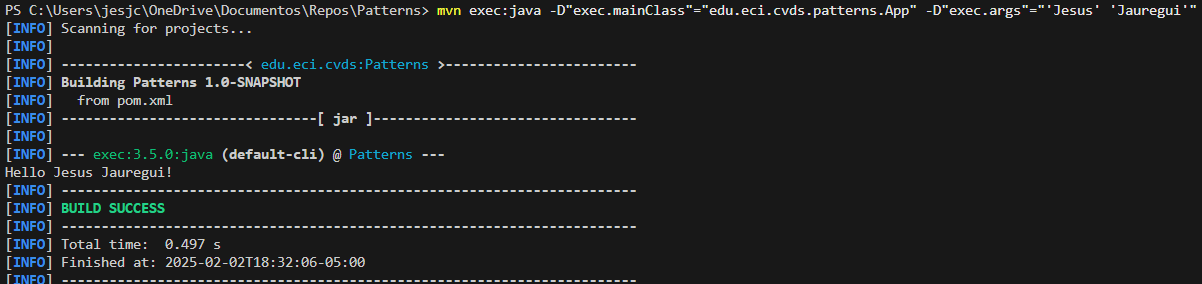 PS C:\Users\jesjc\OneDrive\Documentos\Repos\Patterns> mvn exec:java -D"exec.mainClass"="edu.eci.cvds.patterns.App" -D"exec.args"="'Jesus' 'Jauregui'"
[INFO] Scanning for projects...
[INFO]
[INFO] -----------------------< edu.eci.cvds:Patterns >------------------------
[INFO] Building Patterns 1.0-SNAPSHOT
[INFO]   from pom.xml
[INFO] --------------------------------[ jar ]---------------------------------
[INFO]
[INFO] --- exec:3.5.0:java (default-cli) @ Patterns ---
Hello Jesus Jauregui!
[INFO] ------------------------------------------------------------------------
[INFO] BUILD SUCCESS
[INFO] ------------------------------------------------------------------------
[INFO] Total time:  0.497 s
[INFO] Finished at: 2025-02-02T18:32:06-05:00
[INFO] ------------------------------------------------------------------------